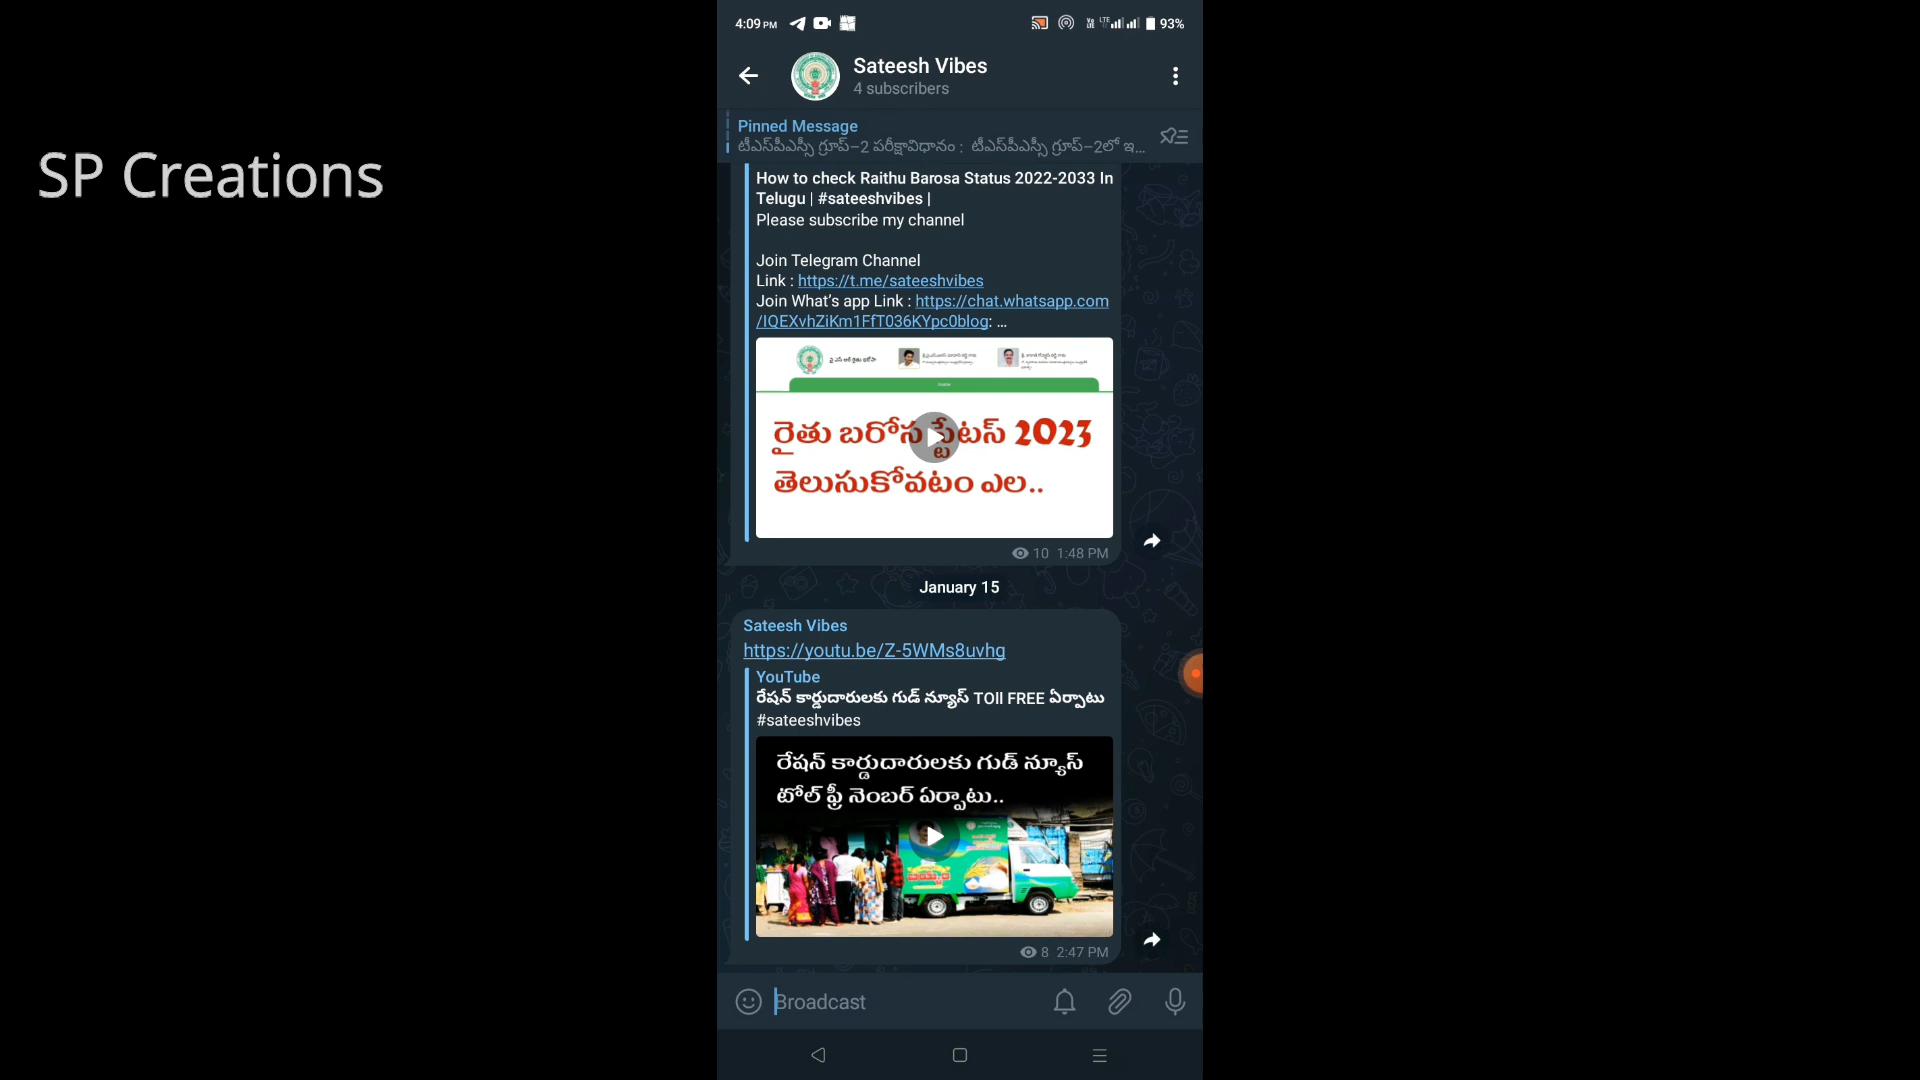 4:09 PM
93%
SP Creations
Sateesh Vibes
4 subscribers
Pinned Message
టీఎస్‌పీఎస్సీ గ్రూప్–2 పరీక్షావిధానం : టీఎస్‌పీఎస్సీ గ్రూప్–2లో ఇ...
How to check Raithu Barosa Status 2022-2033 In
Telugu | #sateeshvibes |
Please subscribe my channel
Join Telegram Channel
Link : https://t.me/sateeshvibes
Join What's app Link : https://chat.whatsapp.com
/IQEXvhZiKm1FfT036KYpc0blog: ...
వై ఎస్ ఆర్ రైతు భరోసా
Home
రైతు బరోస స్టేటస్ 2023
తెలుసుకోవటం ఎల..
10 1:48 PM
January 15
Sateesh Vibes
https://youtu.be/Z-5WMs8uvhg
YouTube
రేషన్ కార్డుదారులకు గుడ్ న్యూస్ TOll FREE ఏర్పాటు
#sateeshvibes
రేషన్ కార్డుదారులకు గుడ్ న్యూస్
టోల్ ఫ్రీ నెంబర్ ఏర్పాటు..
8 2:47 PM
Broadcast